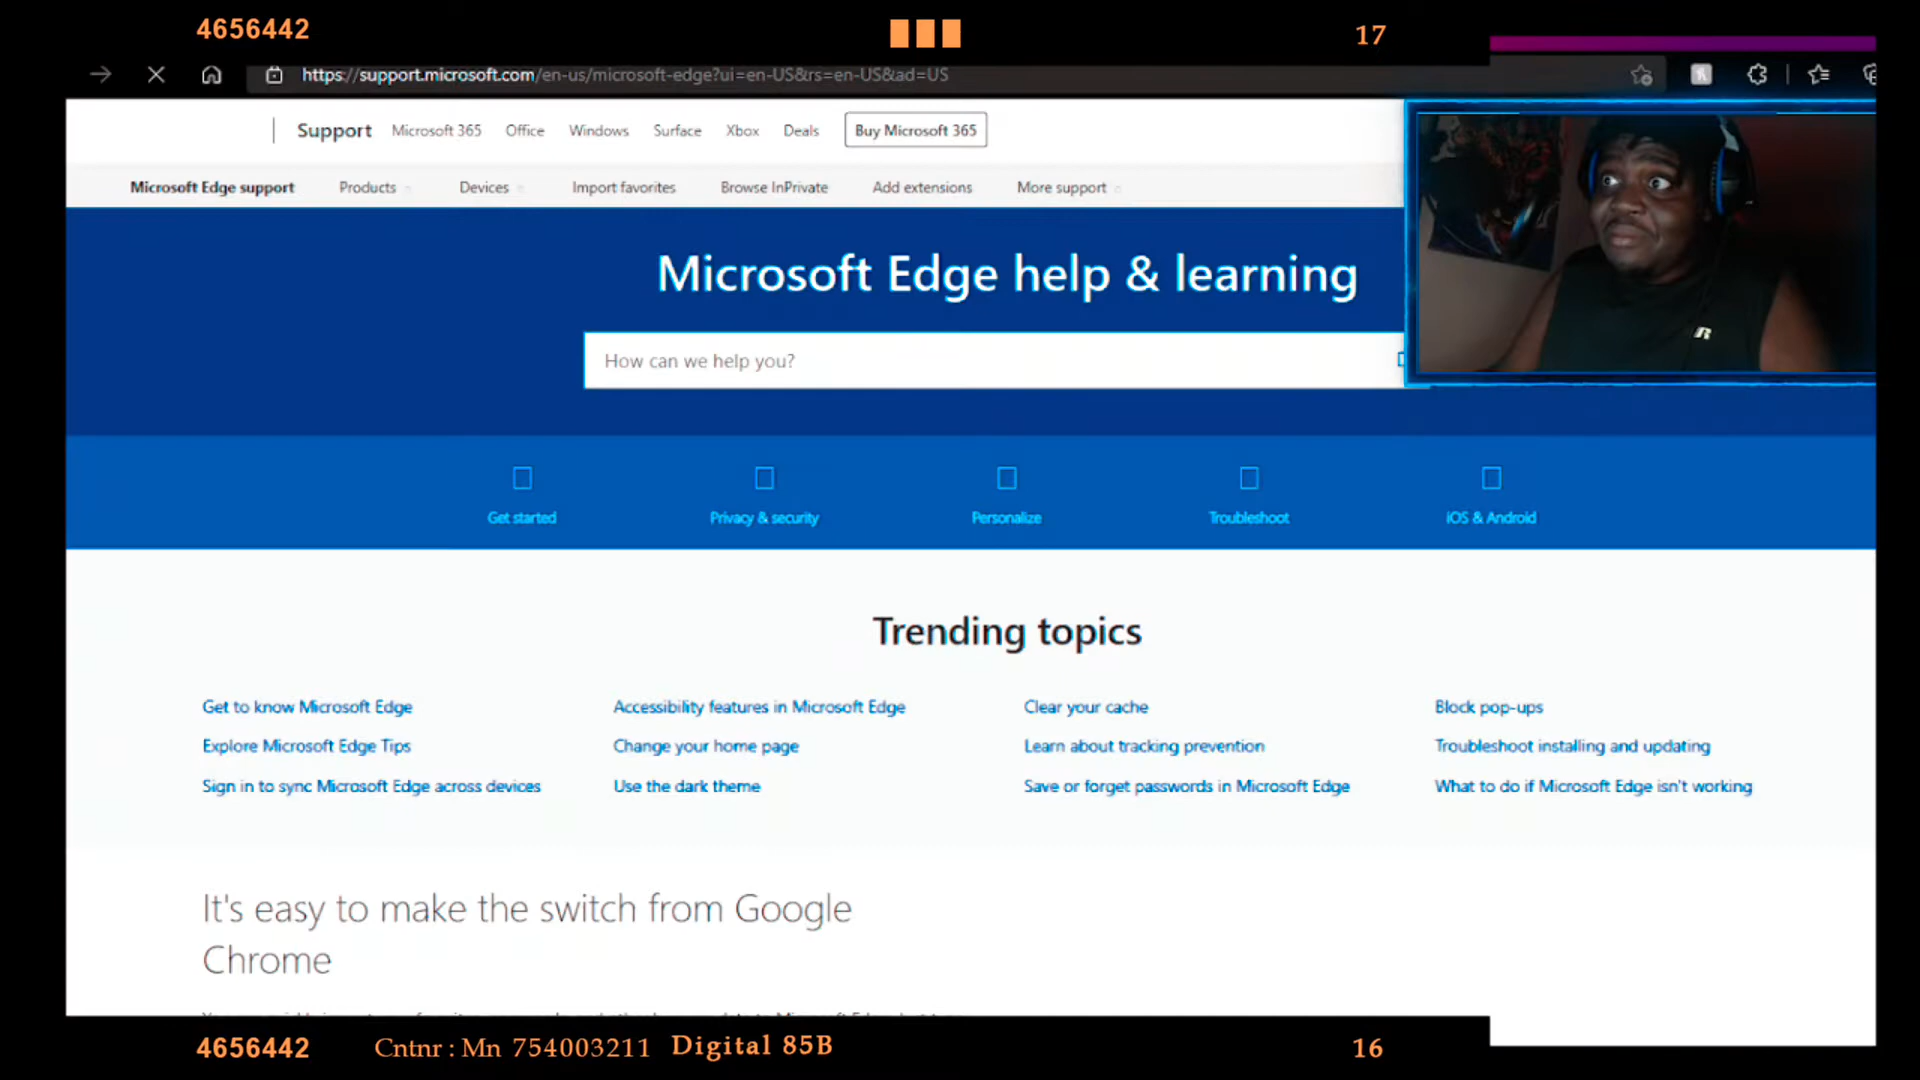 4656442
17
https://support.microsoft.com/en-us/microsoft-edge?ui=en-US&rs=en-US&ad=US
Support Microsoft 365 Office Windows Surface Xbox Deals Buy Microsoft 365
Microsoft Edge support Products Devices Import favorites Browse InPrivate Add extensions More support
Microsoft Edge help & learning
How can we help you?
R
Get started Privacy & security Personalize Troubleshoot iOS & Android
Trending topics
Get to know Microsoft Edge Accessibility features in Microsoft Edge Clear your cache Block pop-ups
Explore Microsoft Edge Tips Change your home page Learn about tracking prevention Troubleshoot installing and updating
Sign in to sync Microsoft Edge across devices Use the dark theme Save or forget passwords in Microsoft Edge What to do if Microsoft Edge isn't working
It's easy to make the switch from Google
Chrome
4656442 Cntnr : Mn 754003211 Digital 85B 16